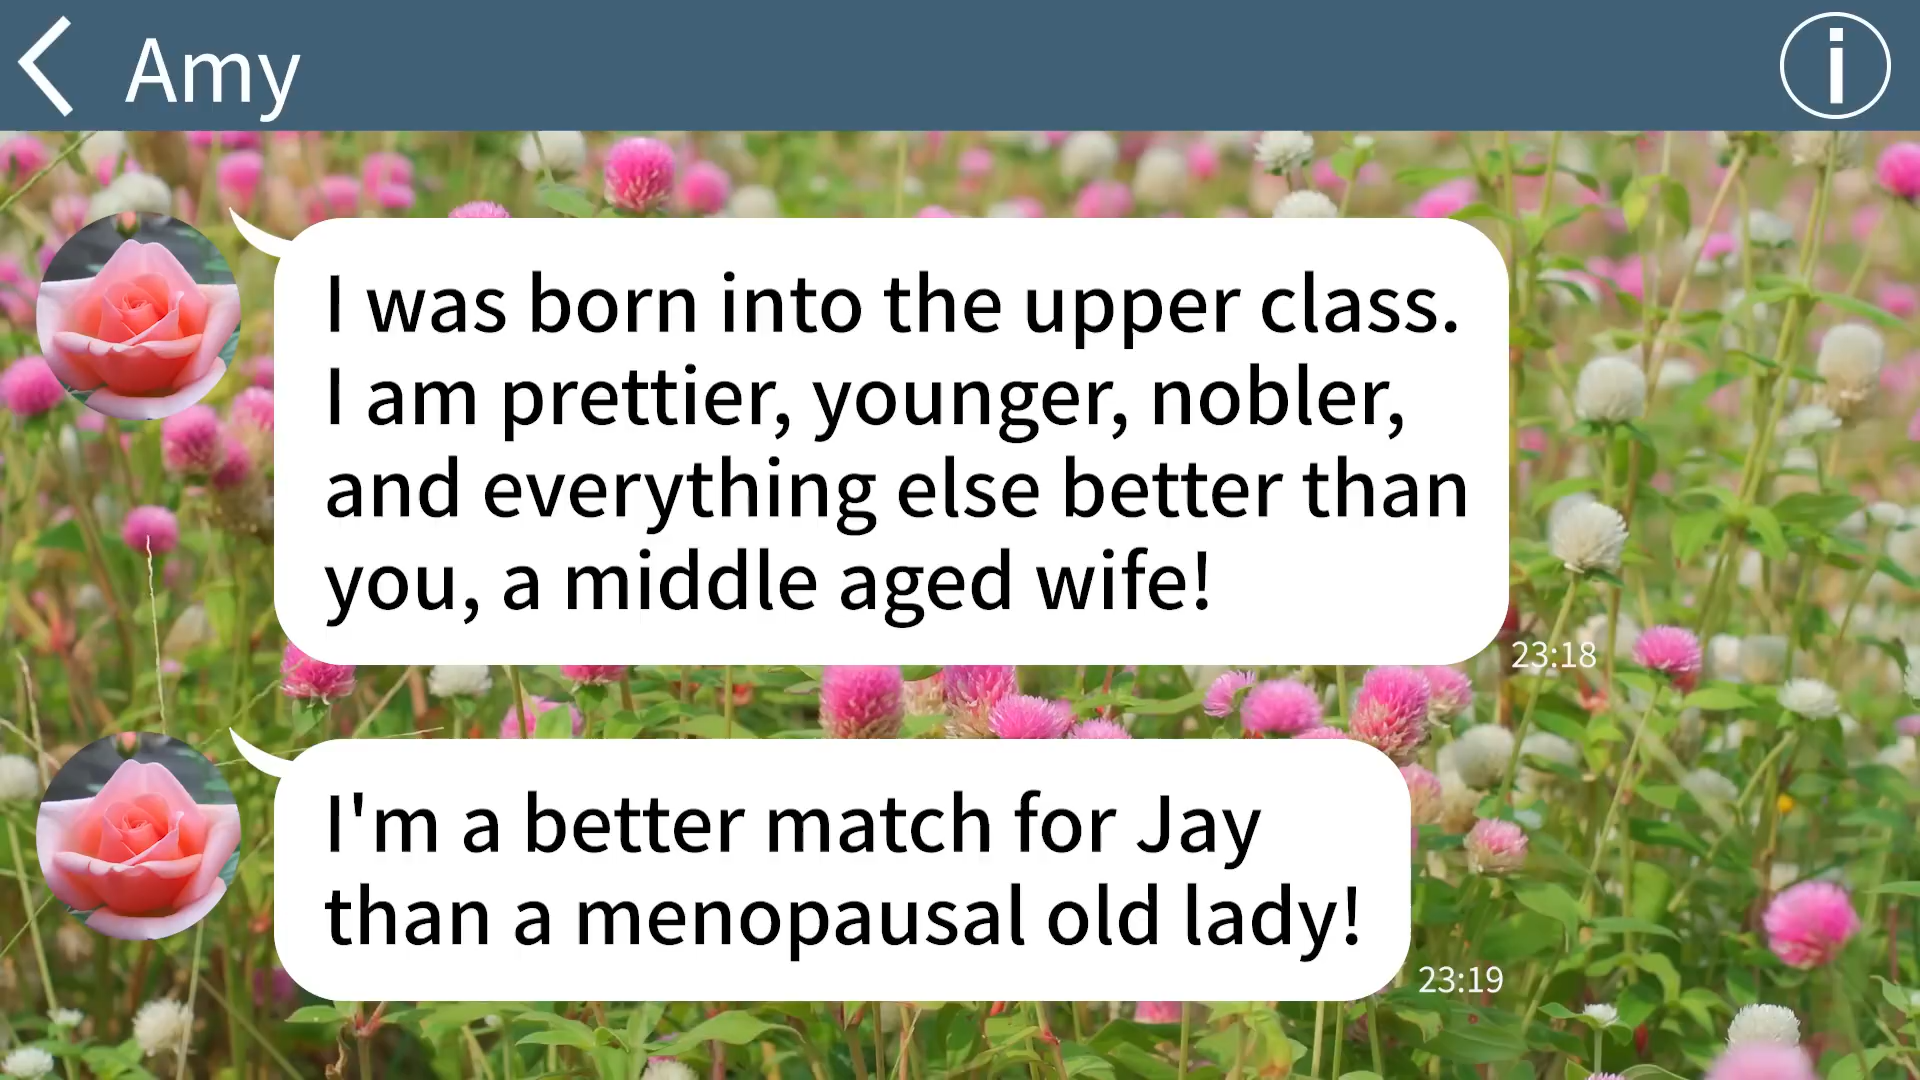 Amy
i
I was born into the upper class.
I am prettier, younger, nobler,
and everything else better than
you, a middle aged wife!
23:18
I'm a better match for Jay
than a menopausal old lady!
23:19